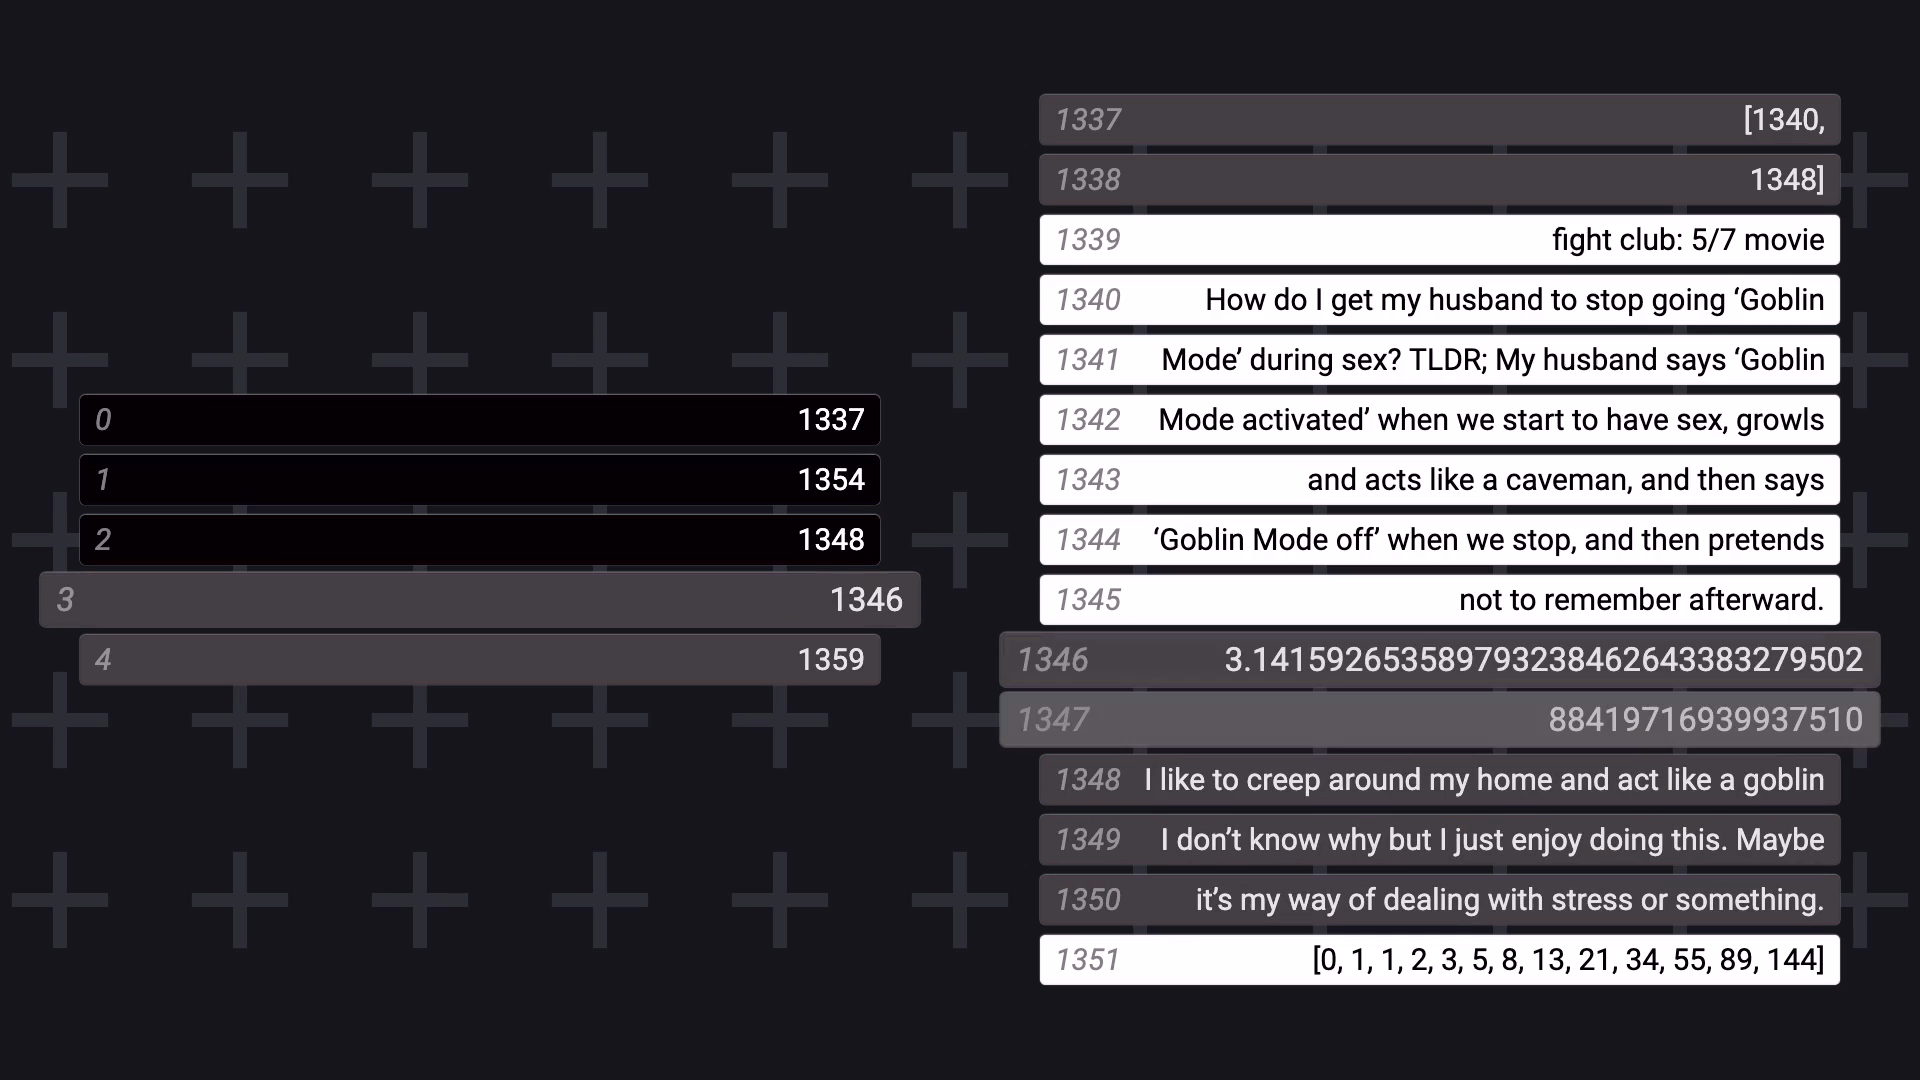 0 1337
1 1354
2 1348
3 1346
4 1359
1337 [1340,
1338 1348]
1339 fight club: 5/7 movie
1340 How do I get my husband to stop going ‘Goblin
1341 Mode’ during sex? TLDR; My husband says ‘Goblin
1342 Mode activated’ when we start to have sex, growls
1343 and acts like a caveman, and then says
1344 ‘Goblin Mode off’ when we stop, and then pretends
1345 not to remember afterward.
1346 3.1415926535897932384626433832​79502
1347 88419716939937510
1348 I like to creep around my home and act like a goblin
1349 I don’t know why but I just enjoy doing this. Maybe
1350 it’s my way of dealing with stress or something.
1351 [0, 1, 1, 2, 3, 5, 8, 13, 21, 34, 55, 89, 144]